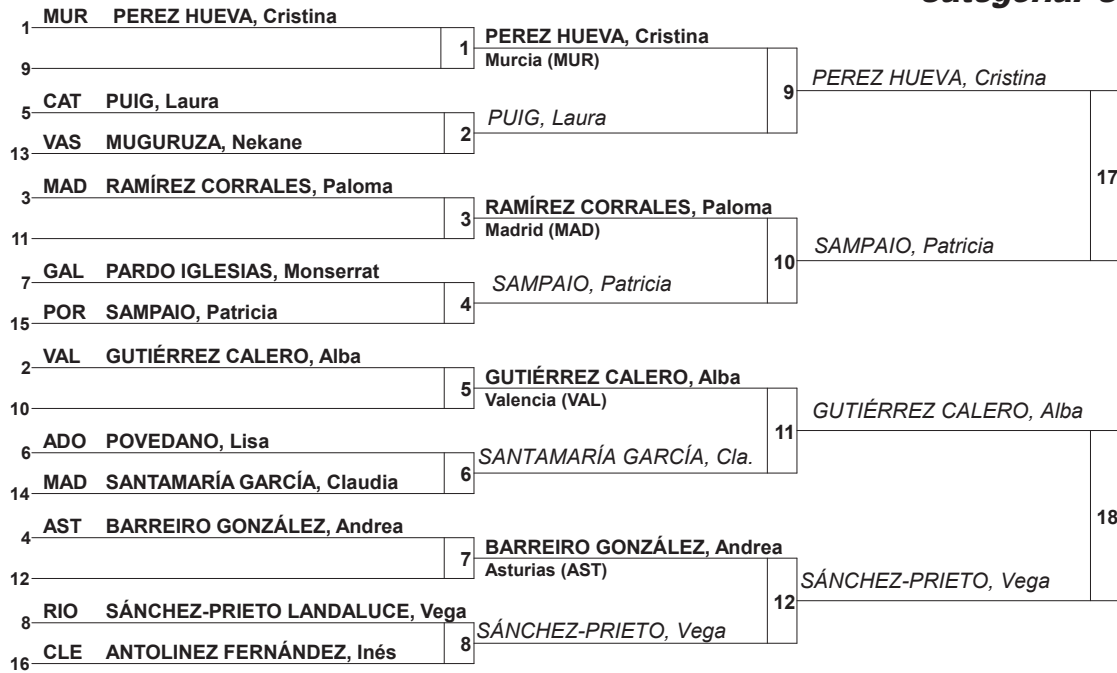 Categoría:
1 MUR PEREZ HUEVA, Cristina
9
1 PEREZ HUEVA, Cristina
Murcia (MUR)
5 CAT PUIG, Laura
13 VAS MUGURUZA, Nekane
2 PUIG, Laura
9 PEREZ HUEVA, Cristina
3 MAD RAMÍREZ CORRALES, Paloma
11
3 RAMÍREZ CORRALES, Paloma
Madrid (MAD)
7 GAL PARDO IGLESIAS, Monserrat
15 POR SAMPAIO, Patricia
4 SAMPAIO, Patricia
10 SAMPAIO, Patricia
17
2 VAL GUTIÉRREZ CALERO, Alba
10
5 GUTIÉRREZ CALERO, Alba
Valencia (VAL)
6 ADO POVEDANO, Lisa
14 MAD SANTAMARÍA GARCÍA, Claudia
6 SANTAMARÍA GARCÍA, Cla.
11 GUTIÉRREZ CALERO, Alba
4 AST BARREIRO GONZÁLEZ, Andrea
12
7 BARREIRO GONZÁLEZ, Andrea
Asturias (AST)
8 RIO SÁNCHEZ-PRIETO LANDALUCE, Vega
16 CLE ANTOLINEZ FERNÁNDEZ, Inés
8 SÁNCHEZ-PRIETO, Vega
12 SÁNCHEZ-PRIETO, Vega
18